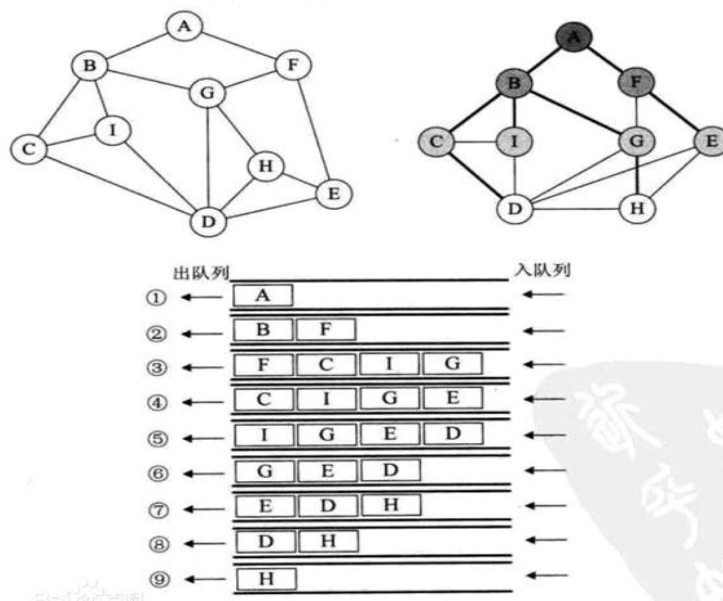 A
B
F
G
C
I
H
E
D
A
B
F
C
I
G
E
D
H
出队列 入队列
① A
② B F
③ F C I G
④ C I G E
⑤ I G E D
⑥ G E D
⑦ E D H
⑧ D H
⑨ H